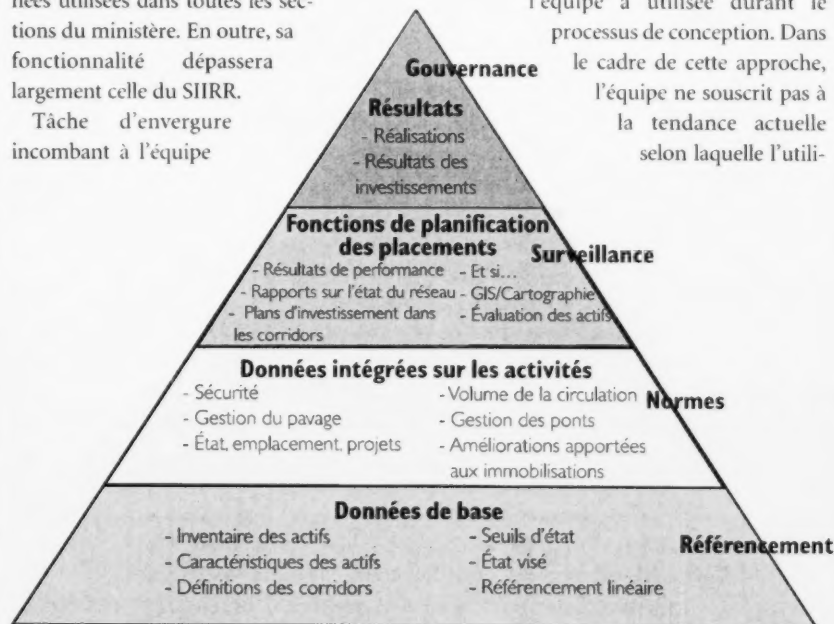 nées utilisées dans toutes les sec-
tions du ministère. En outre, sa
fonctionnalité dépassera
largement celle du SIIRR.
Tâche d'envergure
incombant à l'équipe
l'équipe a utilisée durant le
processus de conception. Dans
le cadre de cette approche,
l'équipe ne souscrit pas à
la tendance actuelle
selon laquelle l'utili-
Gouvernance
Résultats
- Réalisations
- Résultats des
investissements
Fonctions de planification
des placements
Surveillance
- Résultats de performance
- Rapports sur l'état du réseau
- Plans d'investissement dans
les corridors
- Et si...
- GIS/Cartographie
- Évaluation des actifs
Données intégrées sur les activités
Normes
- Sécurité
- Gestion du pavage
- État, emplacement, projets
- Volume de la circulation
- Gestion des ponts
- Améliorations apportées
aux immobilisations
Données de base
Référencement
- Inventaire des actifs
- Caractéristiques des actifs
- Définitions des corridors
- Seuils d'état
- État visé
- Référencement linéaire